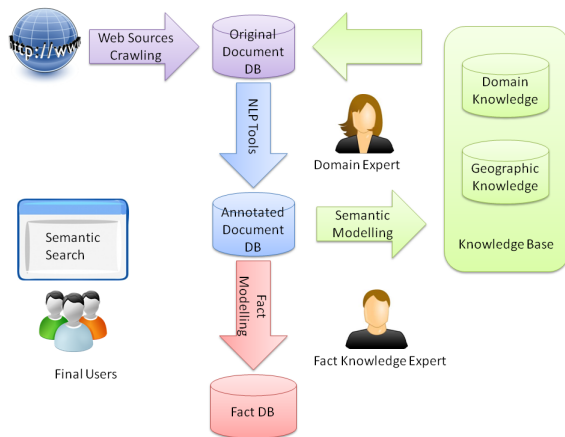 http://www
Web Sources
Crawling
Original
Document
DB
Domain
Knowledge
NLP Tools
Domain Expert
Geographic
Knowledge
Annotated
Document
DB
Semantic
Modelling
Knowledge Base
Semantic
Search
Fact
Modelling
Final Users
Fact Knowledge Expert
Fact DB